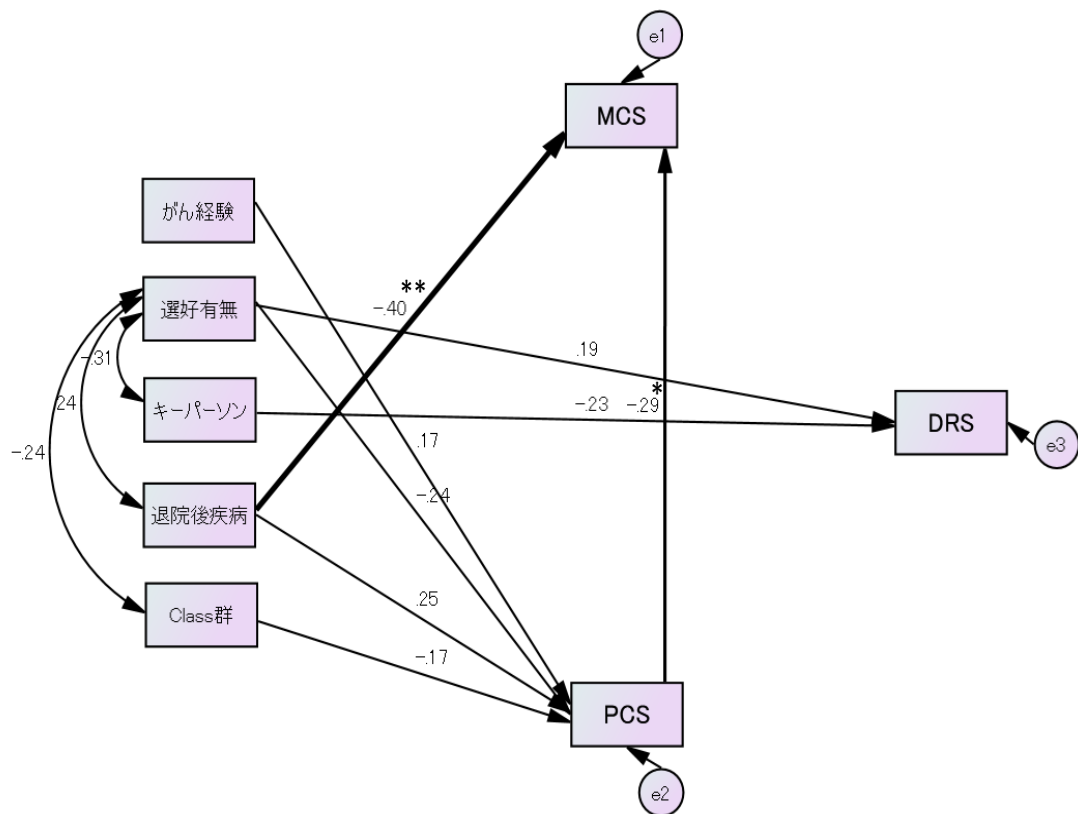 e1
MCS
がん経験
**
-.40
選好有無
.19
-.31
キーパーソン
*
-.23
-.29
DRS
e3
.24
-.24
.17
-.24
退院後疾病
.25
Class群
-.17
PCS
e2